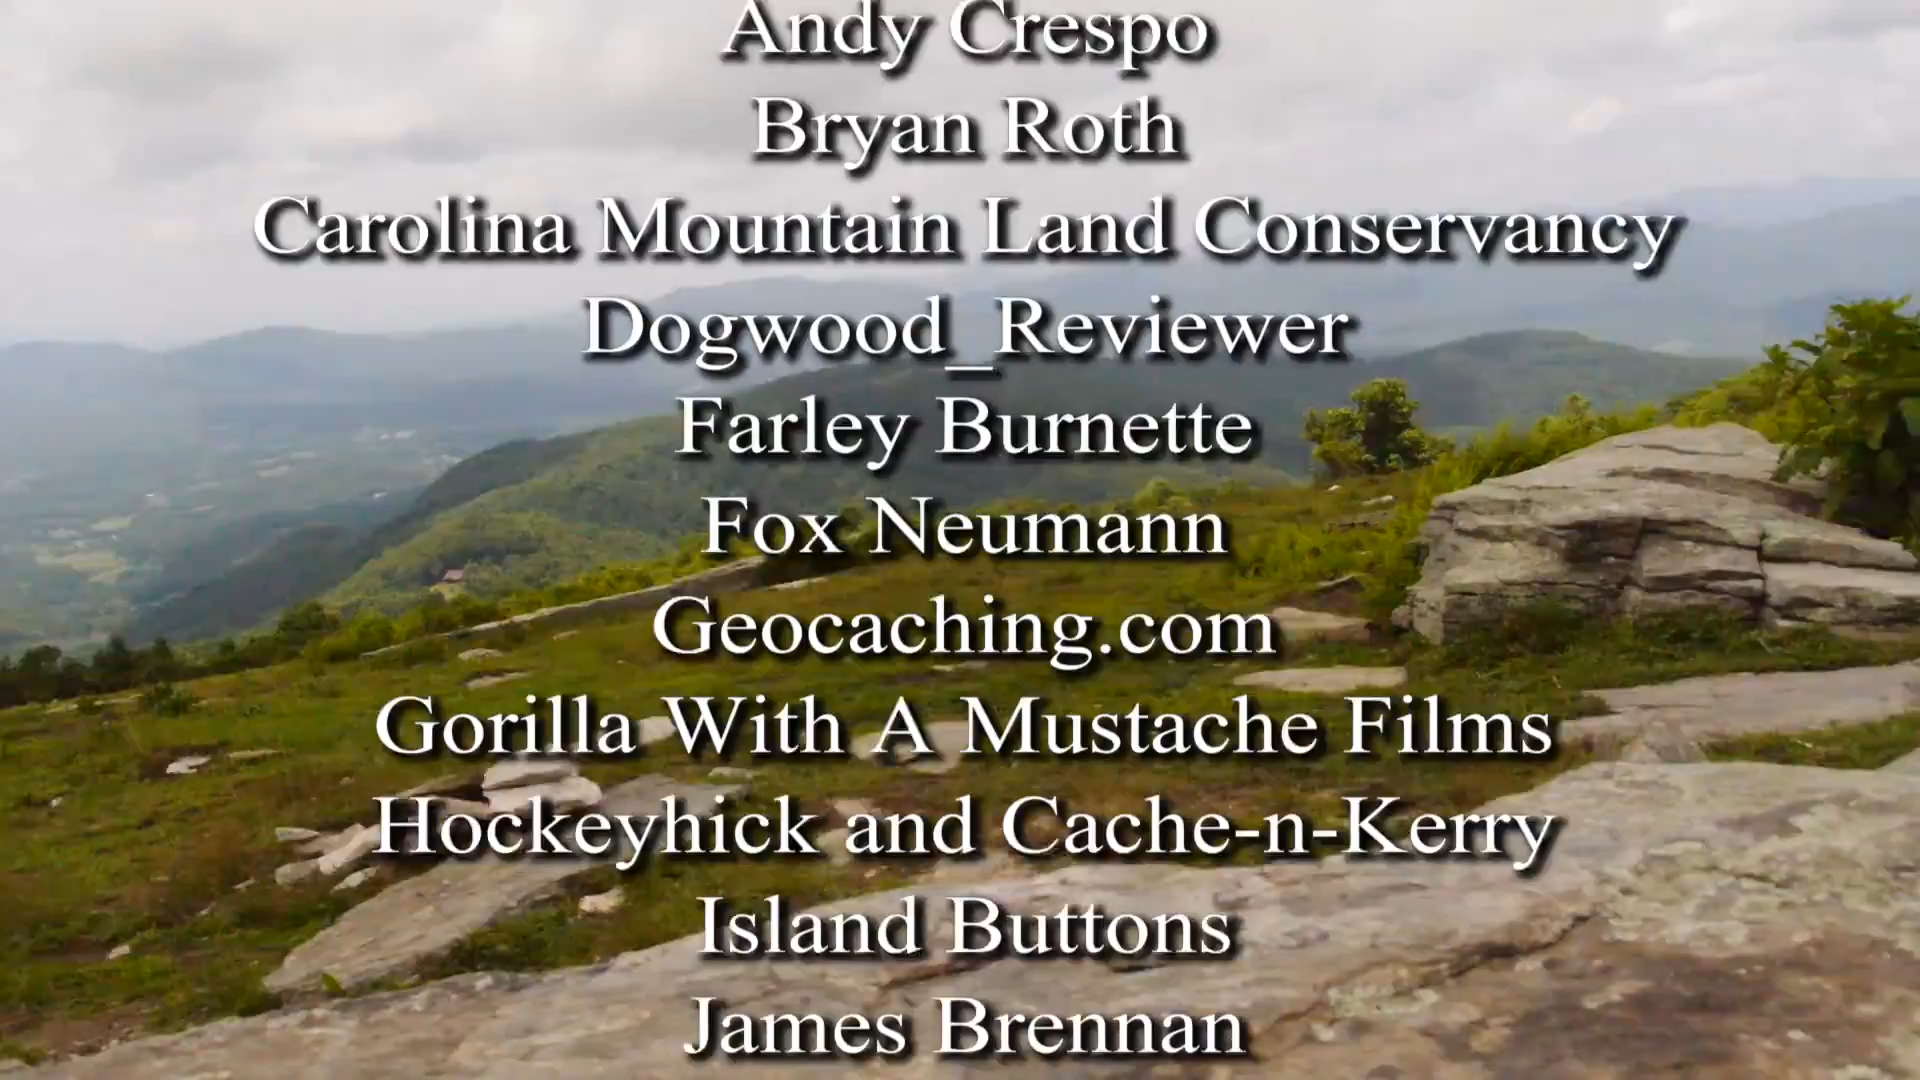 Andy Crespo
Bryan Roth
Carolina Mountain Land Conservancy
Dogwood_Reviewer
Farley Burnette
Fox Neumann
Geocaching.com
Gorilla With A Mustache Films
Hockeyhick and Cache-n-Kerry
Island Buttons
James Brennan